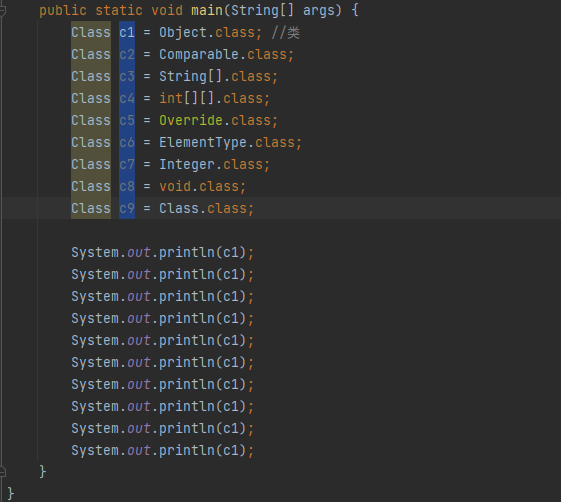 public static void main(String[] args) {
Class c1 = Object.class; //类
Class c2 = Comparable.class;
Class c3 = String[].class;
Class c4 = int[][].class;
Class c5 = Override.class;
Class c6 = ElementType.class;
Class c7 = Integer.class;
Class c8 = void.class;
Class c9 = Class.class;
System.out.println(c1);
System.out.println(c1);
System.out.println(c1);
System.out.println(c1);
System.out.println(c1);
System.out.println(c1);
System.out.println(c1);
System.out.println(c1);
System.out.println(c1);
System.out.println(c1);
}
}